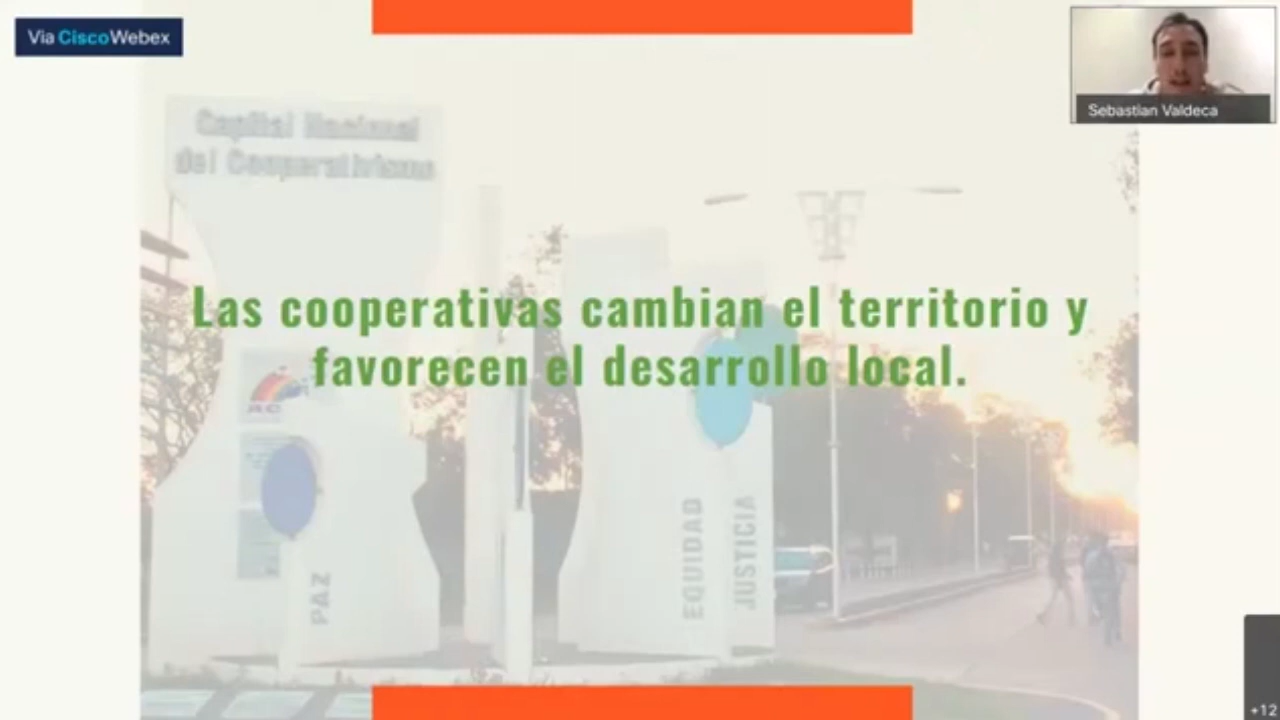 Via CiscoWebex
Sebastian Valdeca
Capital Nacional
del Cooperativismo
Las cooperativas cambian el territorio y
favorecen el desarrollo local.
AC
PAZ
EQUIDAD
JUSTICIA
+12